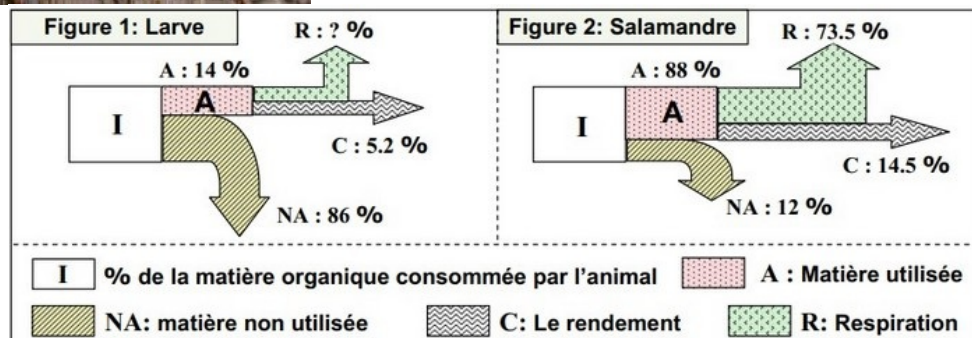 Figure 1: Larve
R : ? %
A : 14 %
I
A
C : 5.2 %
NA : 86 %
Figure 2: Salamandre
R : 73.5 %
A : 88 %
I
A
C : 14.5 %
NA : 12 %
I % de la matière organique consommée par l'animal
A : Matière utilisée
NA: matière non utilisée
C: Le rendement
R: Respiration